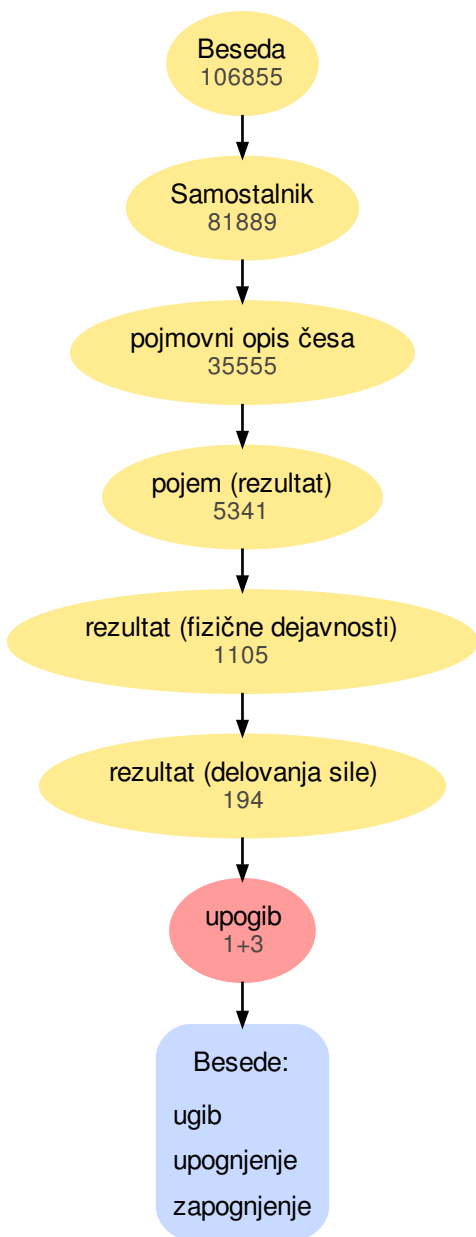 Beseda
106855
Samostalnik
81889
pojmovni opis česa
35555
pojem (rezultat)
5341
rezultat (fizične dejavnosti)
1105
rezultat (delovanja sile)
194
upogib
1+3
Besede:
ugib
upognjenje
zapognjenje